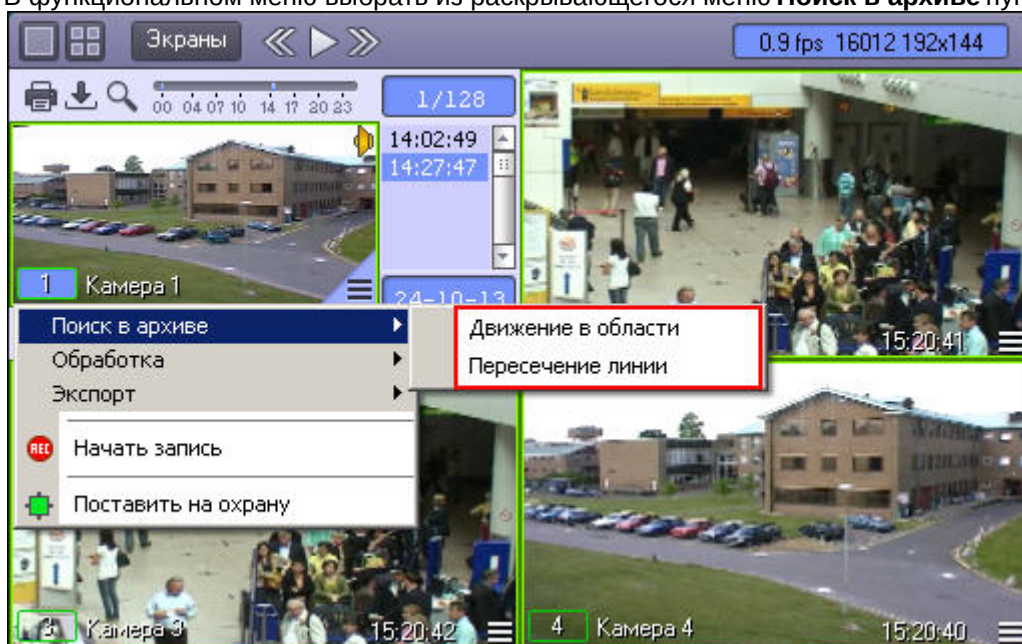 В функциональном меню выбрать из раскрывающегося меню Поиск в архиве
Экраны
0.9 fps 16012 192x144
00 04 07 10 14 17 20 23
1/128
14:02:49
14:27:47
1 Камера 1
24-10-13
Поиск в архиве
Движение в области
Обработка
Пересечение линии
Экспорт
15:20:41
REC Начать запись
Поставить на охрану
3 Камера 3
15:20:42
4 Камера 4
15:20:40